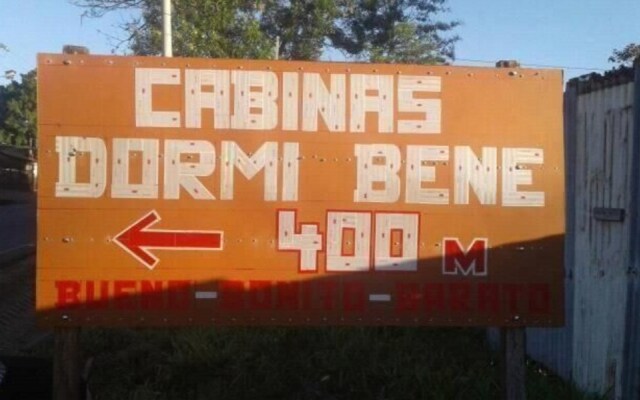 CABINAS
DORMI BENE
400 M
BUENO-BONITO-BARATO